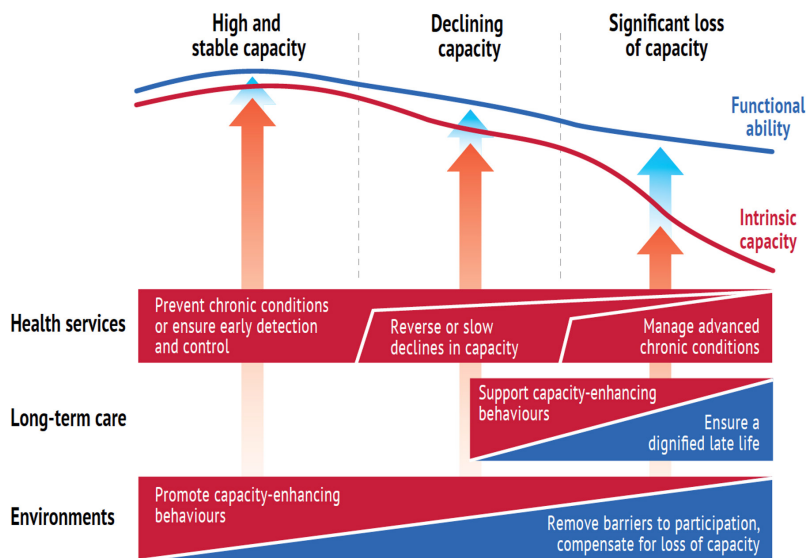 High and
stable capacity
Declining
capacity
Significant loss
of capacity
Functional
ability
Intrinsic
capacity
Health services
Prevent chronic conditions
or ensure early detection
and control
Reverse or slow
declines in capacity
Manage advanced
chronic conditions
Long-term care
Support capacity-enhancing
behaviours
Ensure a
dignified late life
Environments
Promote capacity-enhancing
behaviours
Remove barriers to participation,
compensate for loss of capacity